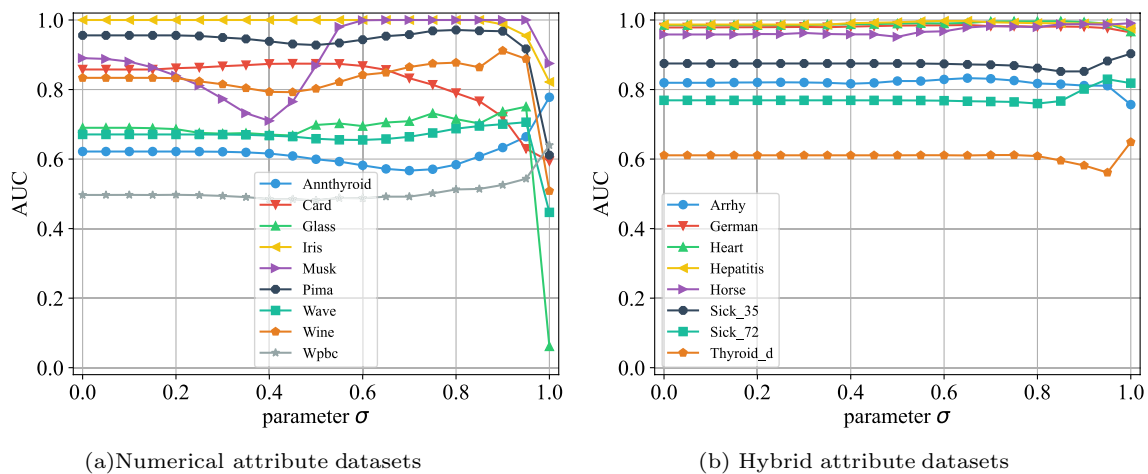 1.0
0.8
0.6
0.4
0.2
0.0
AUC
Annthyroid
Card
Glass
Iris
Musk
Pima
Wave
Wine
Wpbc
0.0 0.2 0.4 0.6 0.8 1.0
parameter σ
(a)Numerical attribute datasets
1.0
0.8
0.6
0.4
0.2
0.0
AUC
Arrhy
German
Heart
Hepatitis
Horse
Sick_35
Sick_72
Thyroid_d
0.0 0.2 0.4 0.6 0.8 1.0
parameter σ
(b) Hybrid attribute datasets